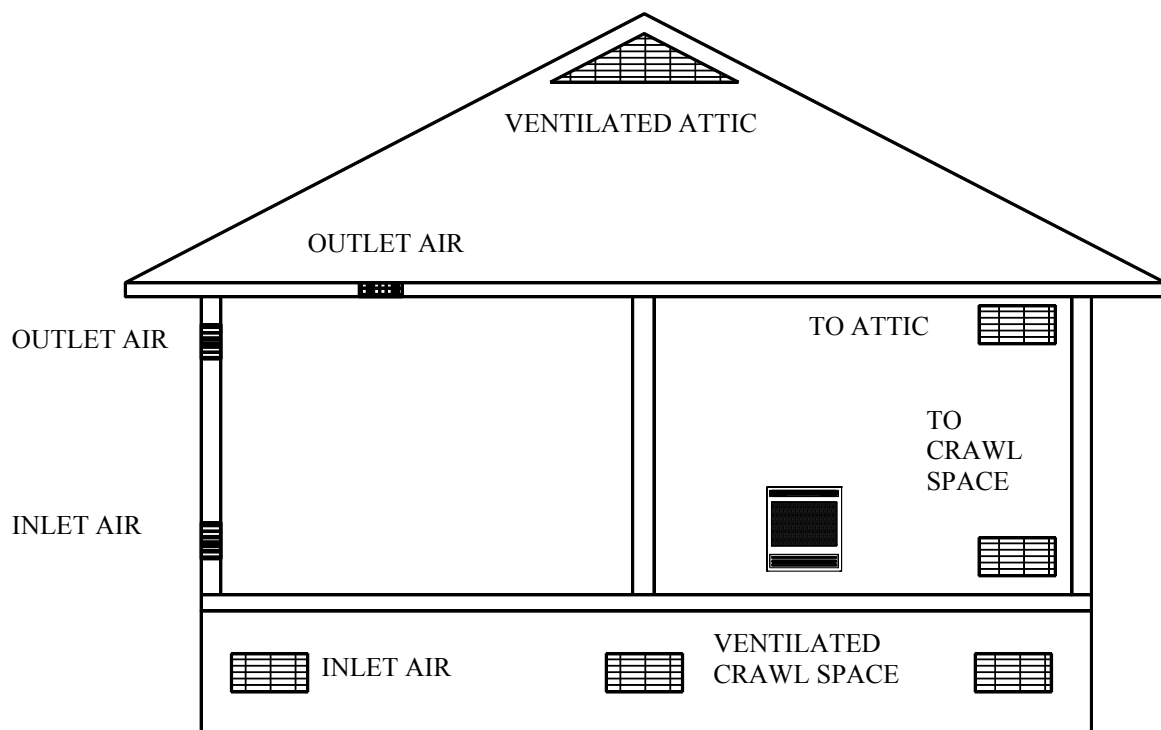 VENTILATED ATTIC
OUTLET AIR
OUTLET AIR
TO ATTIC
TO
CRAWL
SPACE
INLET AIR
INLET AIR
VENTILATED
CRAWL SPACE